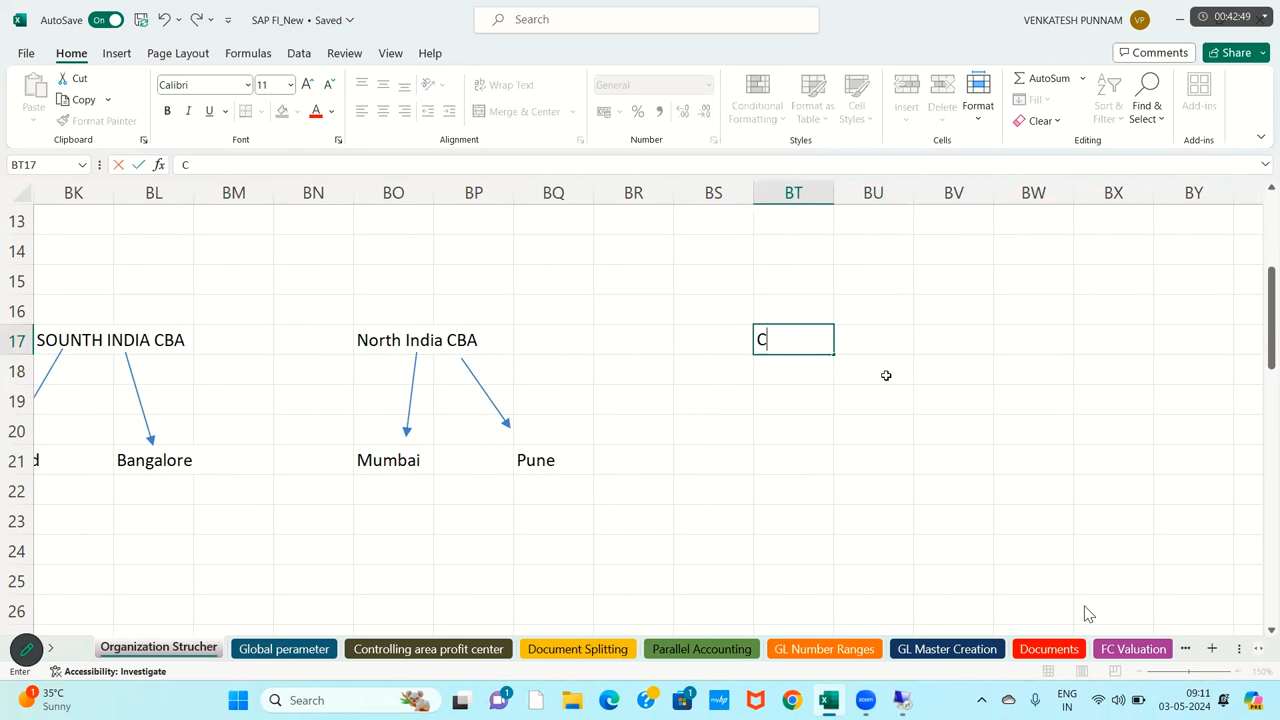 AutoSave On SAP FI_New • Saved Search VENKATESH PUNNAM VP 00:42:49
File Home Insert Page Layout Formulas Data Review View Help Comments Share
Paste Cut Copy Format Painter Clipboard
Calibri 11 B I U Font
Wrap Text Merge & Center Alignment
General Number
Conditional Formatting Format as Table Cell Styles Styles
Insert Delete Format Cells
AutoSum Fill Clear Sort & Filter Find & Select Editing
Add-ins Add-ins
BT17 fx C
BK BL BM BN BO BP BQ BR BS BT BU BV BW BX BY
13
14
15
16
17 SOUNTH INDIA CBA North India CBA C
18
19
20
21 d Bangalore Mumbai Pune
22
23
24
25
26
Organization Strucher Global perameter Controlling area profit center Document Splitting Parallel Accounting GL Number Ranges GL Master Creation Documents FC Valuation
Enter Accessibility: Investigate 150%
1 35°C Sunny Search 1 1 ENG IN 09:11 03-05-2024 PRE